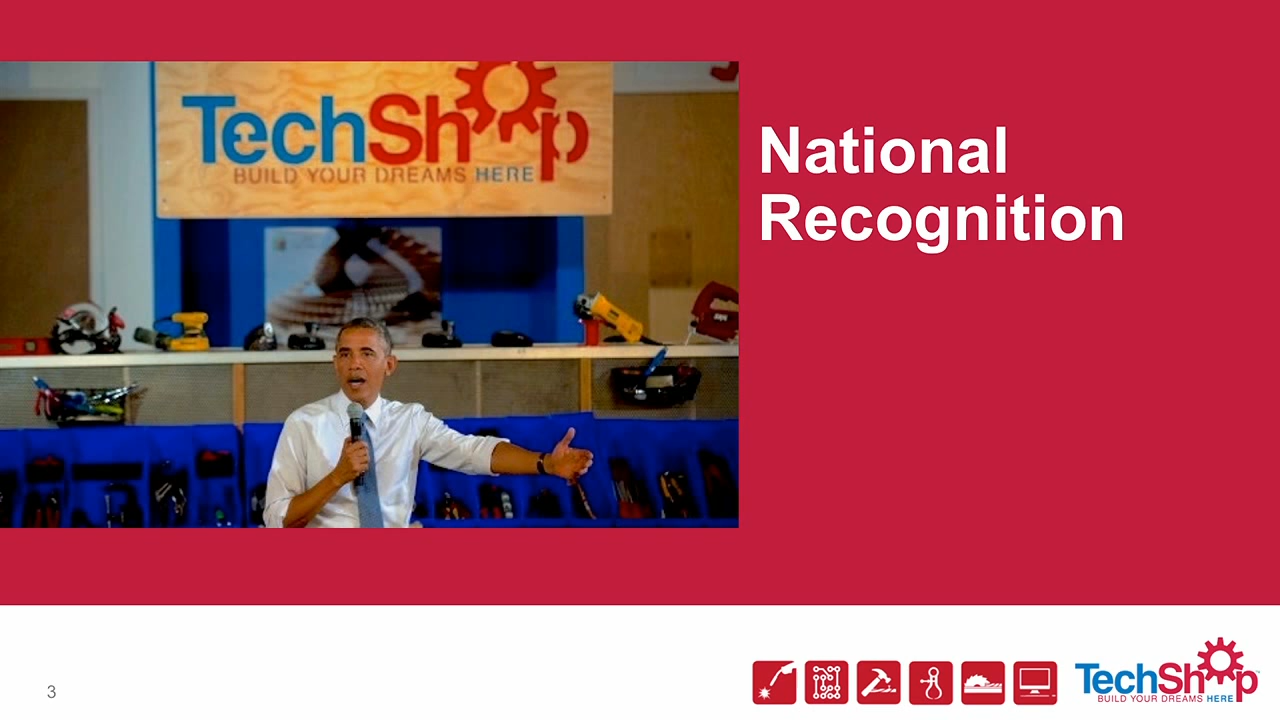 TechShop
BUILD YOUR DREAMS HERE
National
Recognition
3
TechShop
BUILD YOUR DREAMS HERE